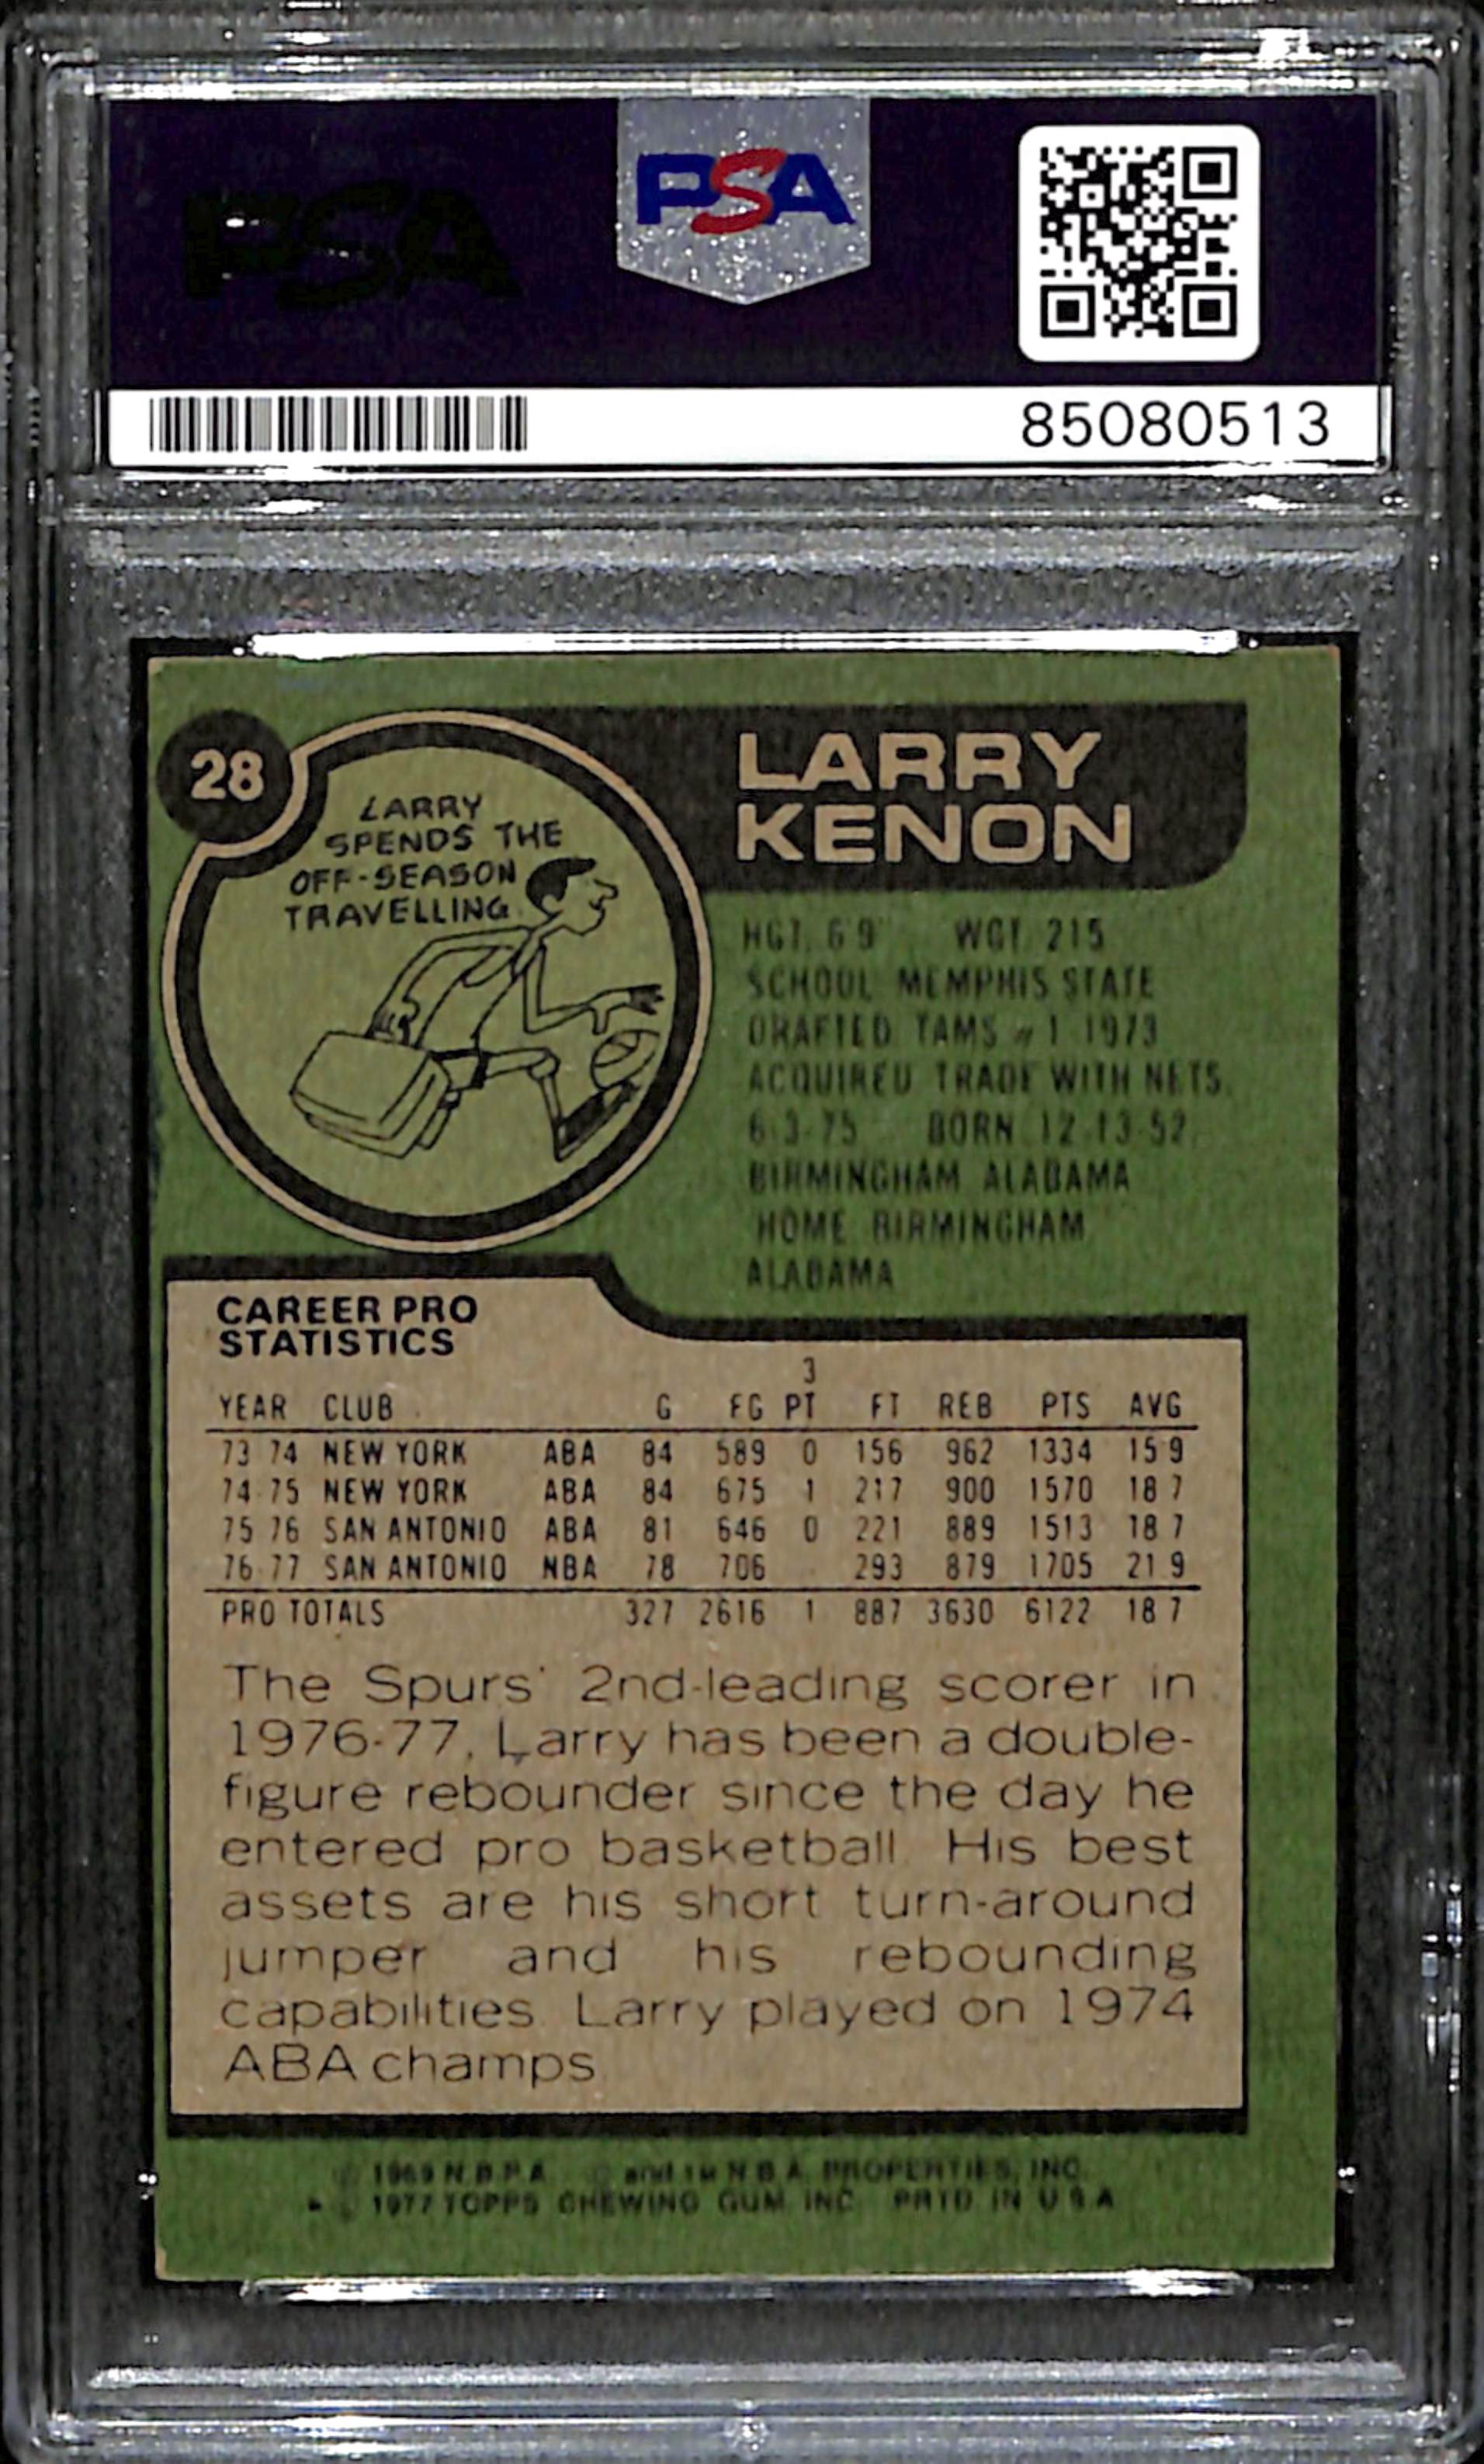 PSA
PSA
85080513
28
LARRY
KENON
LARRY
SPENDS THE
OFF-SEASON
TRAVELLING
HGT. 6'9" WGT. 215
SCHOOL MEMPHIS STATE
DRAFTED TAMS #1 1973
ACQUIRED TRADE WITH NETS,
6-3-75 BORN 12-13-52,
BIRMINGHAM ALABAMA
HOME BIRMINGHAM
ALABAMA
CAREER PRO
STATISTICS
3
YEAR CLUB G FG PT FT REB PTS AVG
73 74 NEW YORK ABA 84 589 0 156 962 1334 15 9
74-75 NEW YORK ABA 84 675 1 217 900 1570 18 7
75 76 SAN ANTONIO ABA 81 646 0 221 889 1513 18 7
76-77 SAN ANTONIO NBA 78 706 293 879 1705 21 9
PRO TOTALS 327 2616 1 887 3630 6122 18 7
The Spurs' 2nd-leading scorer in
1976-77, Larry has been a double-
figure rebounder since the day he
entered pro basketball. His best
assets are his short turn-around
jumper and his rebounding
capabilities. Larry played on 1974
ABA champs
1969 N.B.P.A. © and N B A PROPERTIES, INC.
© 1977 TOPPS CHEWING GUM, INC. PRTD IN U S A